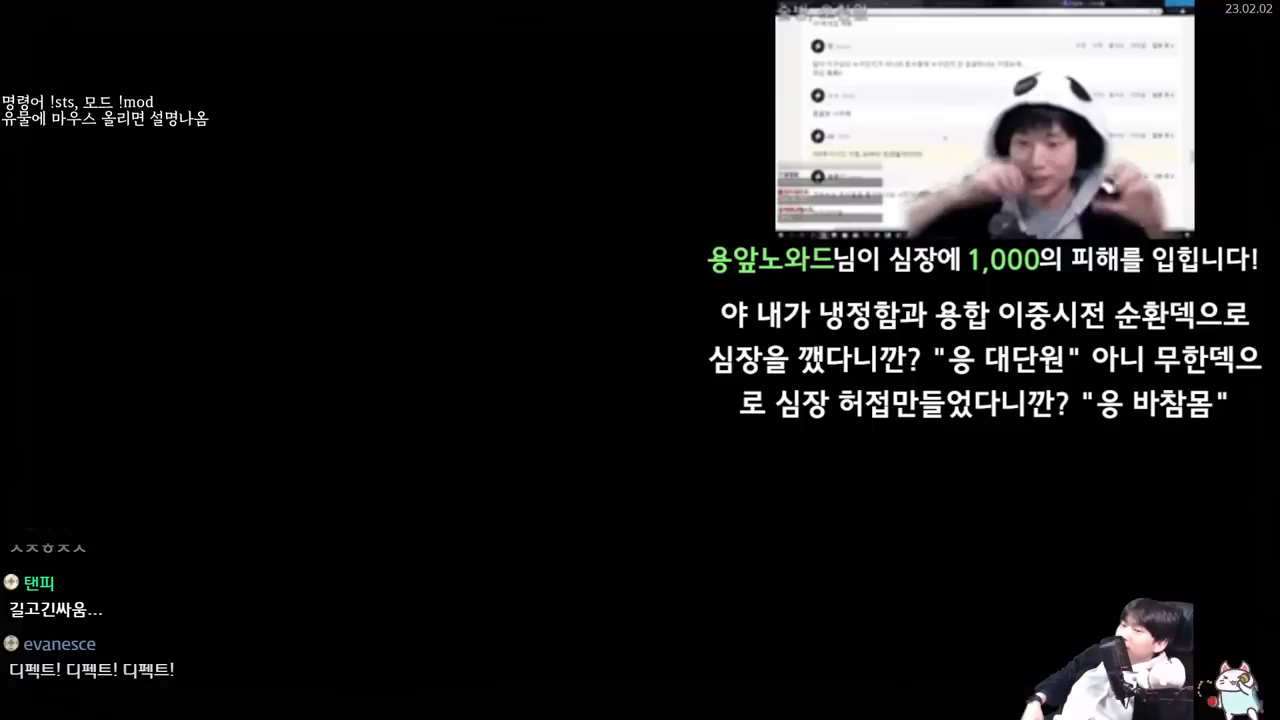 23.02.02
명령어 !sts, 모드 !mod
유물에 마우스 올리면 설명나옴
용앞노와드님이 심장에 1,000의 피해를 입힙니다!
야 내가 냉정함과 융합 이중시전 순환덱으로
심장을 깼다니깐? "응 대단원" 아니 무한덱으
로 심장 허접만들었다니깐? "응 바참몸"
ㅅㅈㅎㅈㅅ
탠피
길고긴싸움...
evanesce
디펙트! 디펙트! 디펙트!